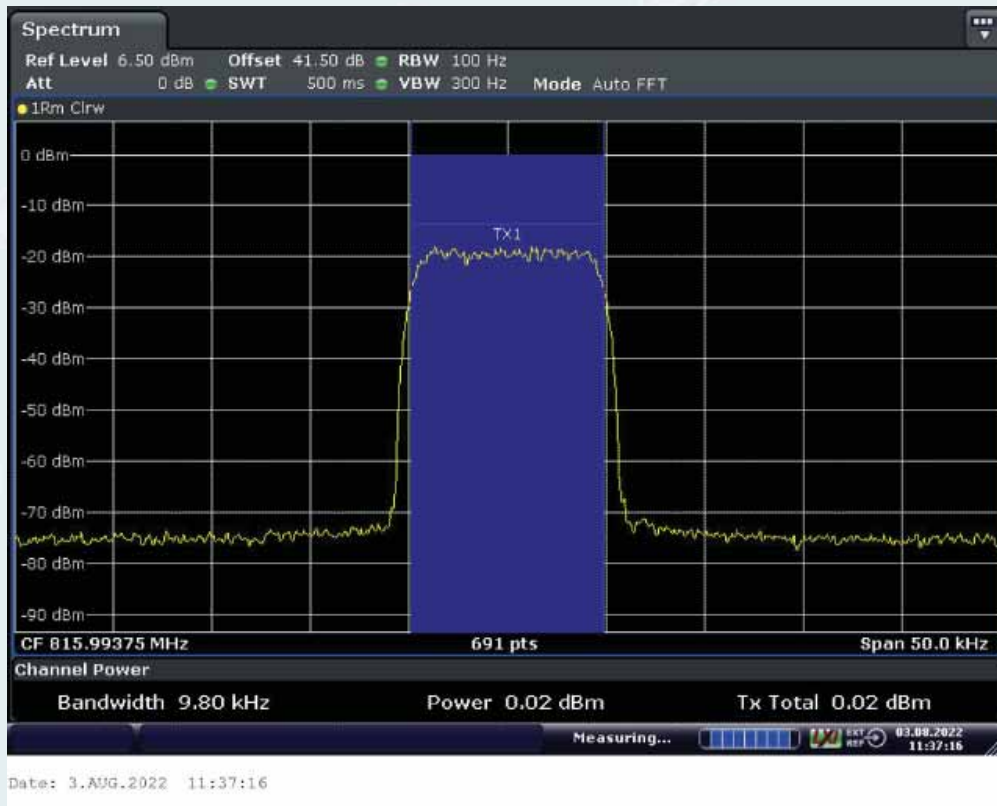 Spectrum
Ref Level 6.50 dBm Offset 41.50 dB RBW 100 Hz
Att 0 dB SWT 500 ms VBW 300 Hz Mode Auto FFT
1Rm Clrw
0 dBm
-10 dBm
TX1
-20 dBm
-30 dBm
-40 dBm
-50 dBm
-60 dBm
-70 dBm
-80 dBm
-90 dBm
CF 815.99375 MHz 691 pts Span 50.0 kHz
Channel Power
Bandwidth 9.80 kHz Power 0.02 dBm Tx Total 0.02 dBm
Measuring... EXT REF 03.08.2022 11:37:16
Date: 3.AUG.2022 11:37:16